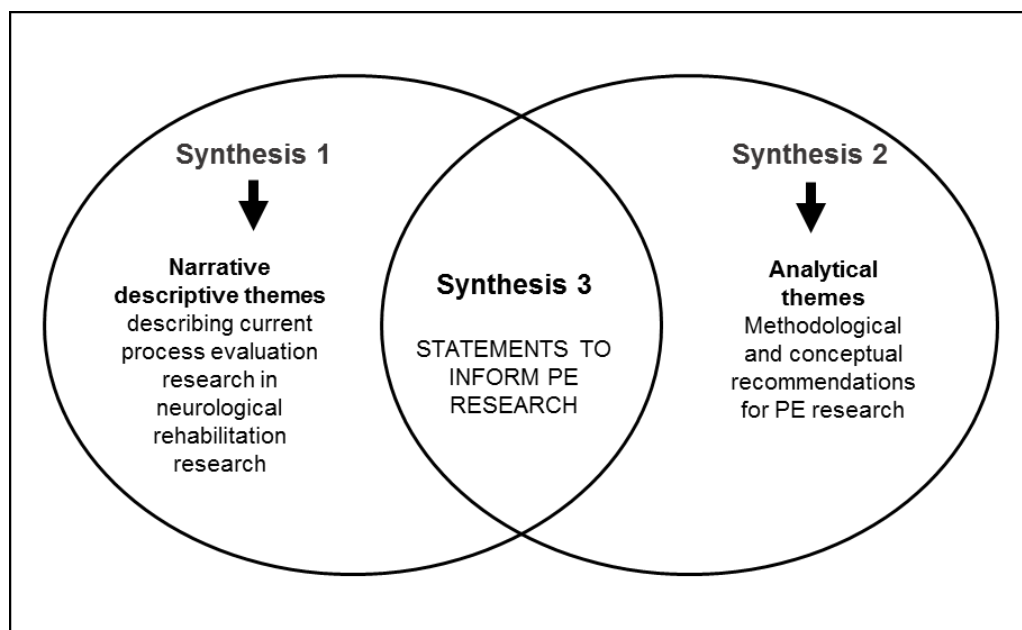 Synthesis 1
Narrative
descriptive themes
describing current
process evaluation
research in
neurological
rehabilitation
research
Synthesis 3
STATEMENTS TO
INFORM PE
RESEARCH
Synthesis 2
Analytical
themes
Methodological
and conceptual
recommendations
for PE research